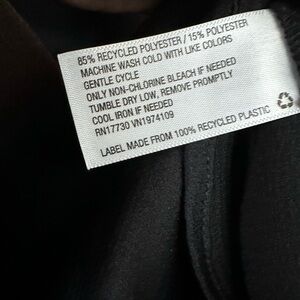 85% RECYCLED POLYESTER / 15% POLYESTER
MACHINE WASH COLD WITH LIKE COLORS
GENTLE CYCLE
ONLY NON-CHLORINE BLEACH IF NEEDED
TUMBLE DRY LOW, REMOVE PROMPTLY
COOL IRON IF NEEDED
RN17730 VN1974109
LABEL MADE FROM 100% RECYCLED PLASTIC